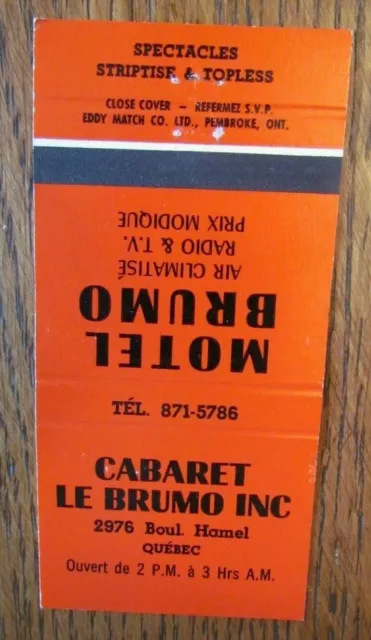 SPECTACLES
STRIPTISE & TOPLESS
CLOSE COVER — REFERMEZ S.V.P.
EDDY MATCH CO. LTD., PEMBROKE, ONT.
MOTEL
BRUMO
AIR CLIMATISÉ
RADIO & T.V.
PRIX MODIQUE
TÉL. 871-5786
CABARET
LE BRUMO INC
2976 Boul. Hamel
QUÉBEC
Ouvert de 2 P.M. à 3 Hrs A.M.